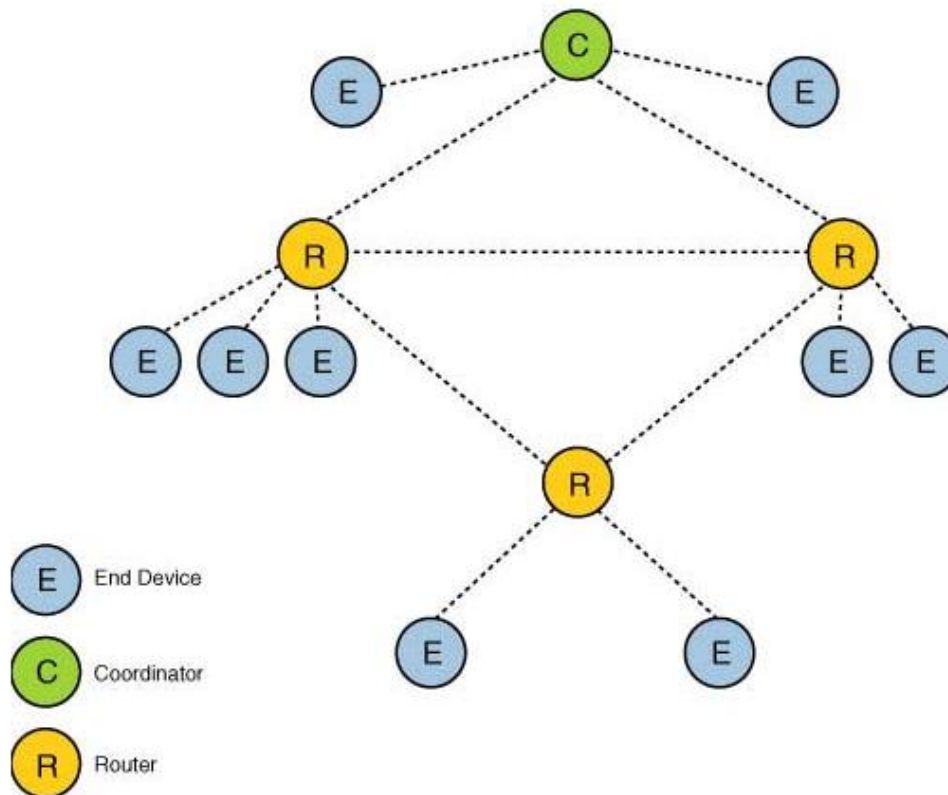 C
E E
R R
E E E E E
R
E End Device
E E
C Coordinator
R Router